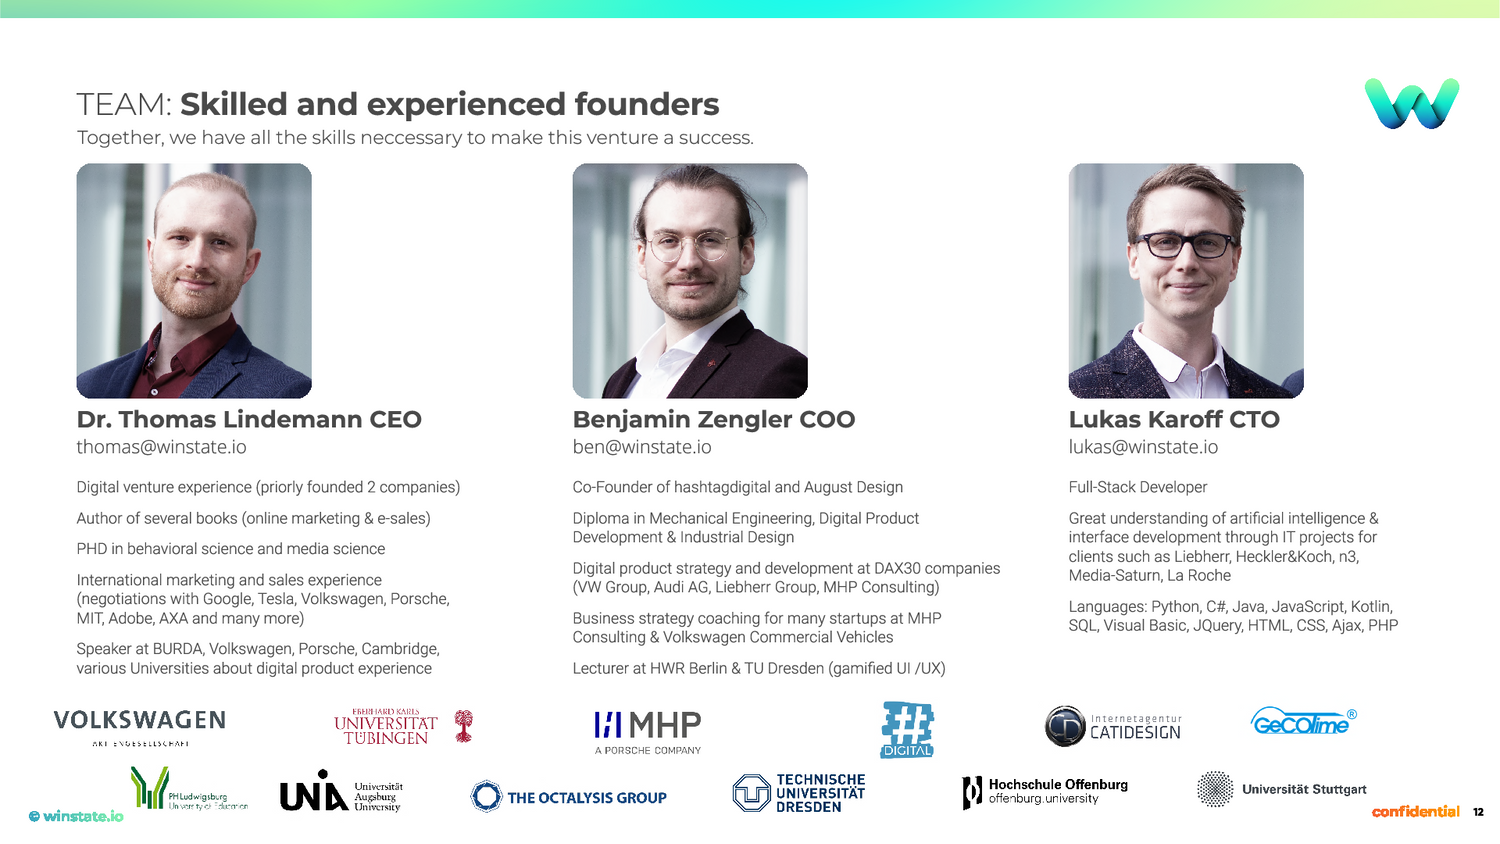 TEAM: Skilled and experienced founders
Together, we have all the skills neccessary to make this venture a success.
Dr. Thomas Lindemann CEO
thomas@winstate.io
Digital venture experience (priorly founded 2 companies)
Author of several books (online marketing & e-sales)
PHD in behavioral science and media science
International marketing and sales experience
(negotiations with Google, Tesla, Volkswagen, Porsche,
MIT, Adobe, AXA and many more)
Speaker at BURDA, Volkswagen, Porsche, Cambridge,
various Universities about digital product experience
Benjamin Zengler COO
ben@winstate.io
Co-Founder of hashtagdigital and August Design
Diploma in Mechanical Engineering, Digital Product
Development & Industrial Design
Digital product strategy and development at DAX30 companies
(VW Group, Audi AG, Liebherr Group, MHP Consulting)
Business strategy coaching for many startups at MHP
Consulting & Volkswagen Commercial Vehicles
Lecturer at HWR Berlin & TU Dresden (gamified UI /UX)
Lukas Karoff CTO
lukas@winstate.io
Full-Stack Developer
Great understanding of artificial intelligence &
interface development through IT projects for
clients such as Liebherr, Heckler&Koch, n3,
Media-Saturn, La Roche
Languages: Python, C#, Java, JavaScript, Kotlin,
SQL, Visual Basic, JQuery, HTML, CSS, Ajax, PHP
VOLKSWAGEN
AKTIENGESELLSCHAFT
EBERHARD KARLS
UNIVERSITÄT
TÜBINGEN
MHP
A PORSCHE COMPANY
#
DIGITAL
CD
Internetagentur
CATIDESIGN
GeCOTime®
PH Ludwigsburg
University of Education
UNIA
Universität
Augsburg
University
THE OCTALYSIS GROUP
TECHNISCHE
UNIVERSITÄT
DRESDEN
Hochschule Offenburg
offenburg.university
Universität Stuttgart
© winstate.io
confidential
12